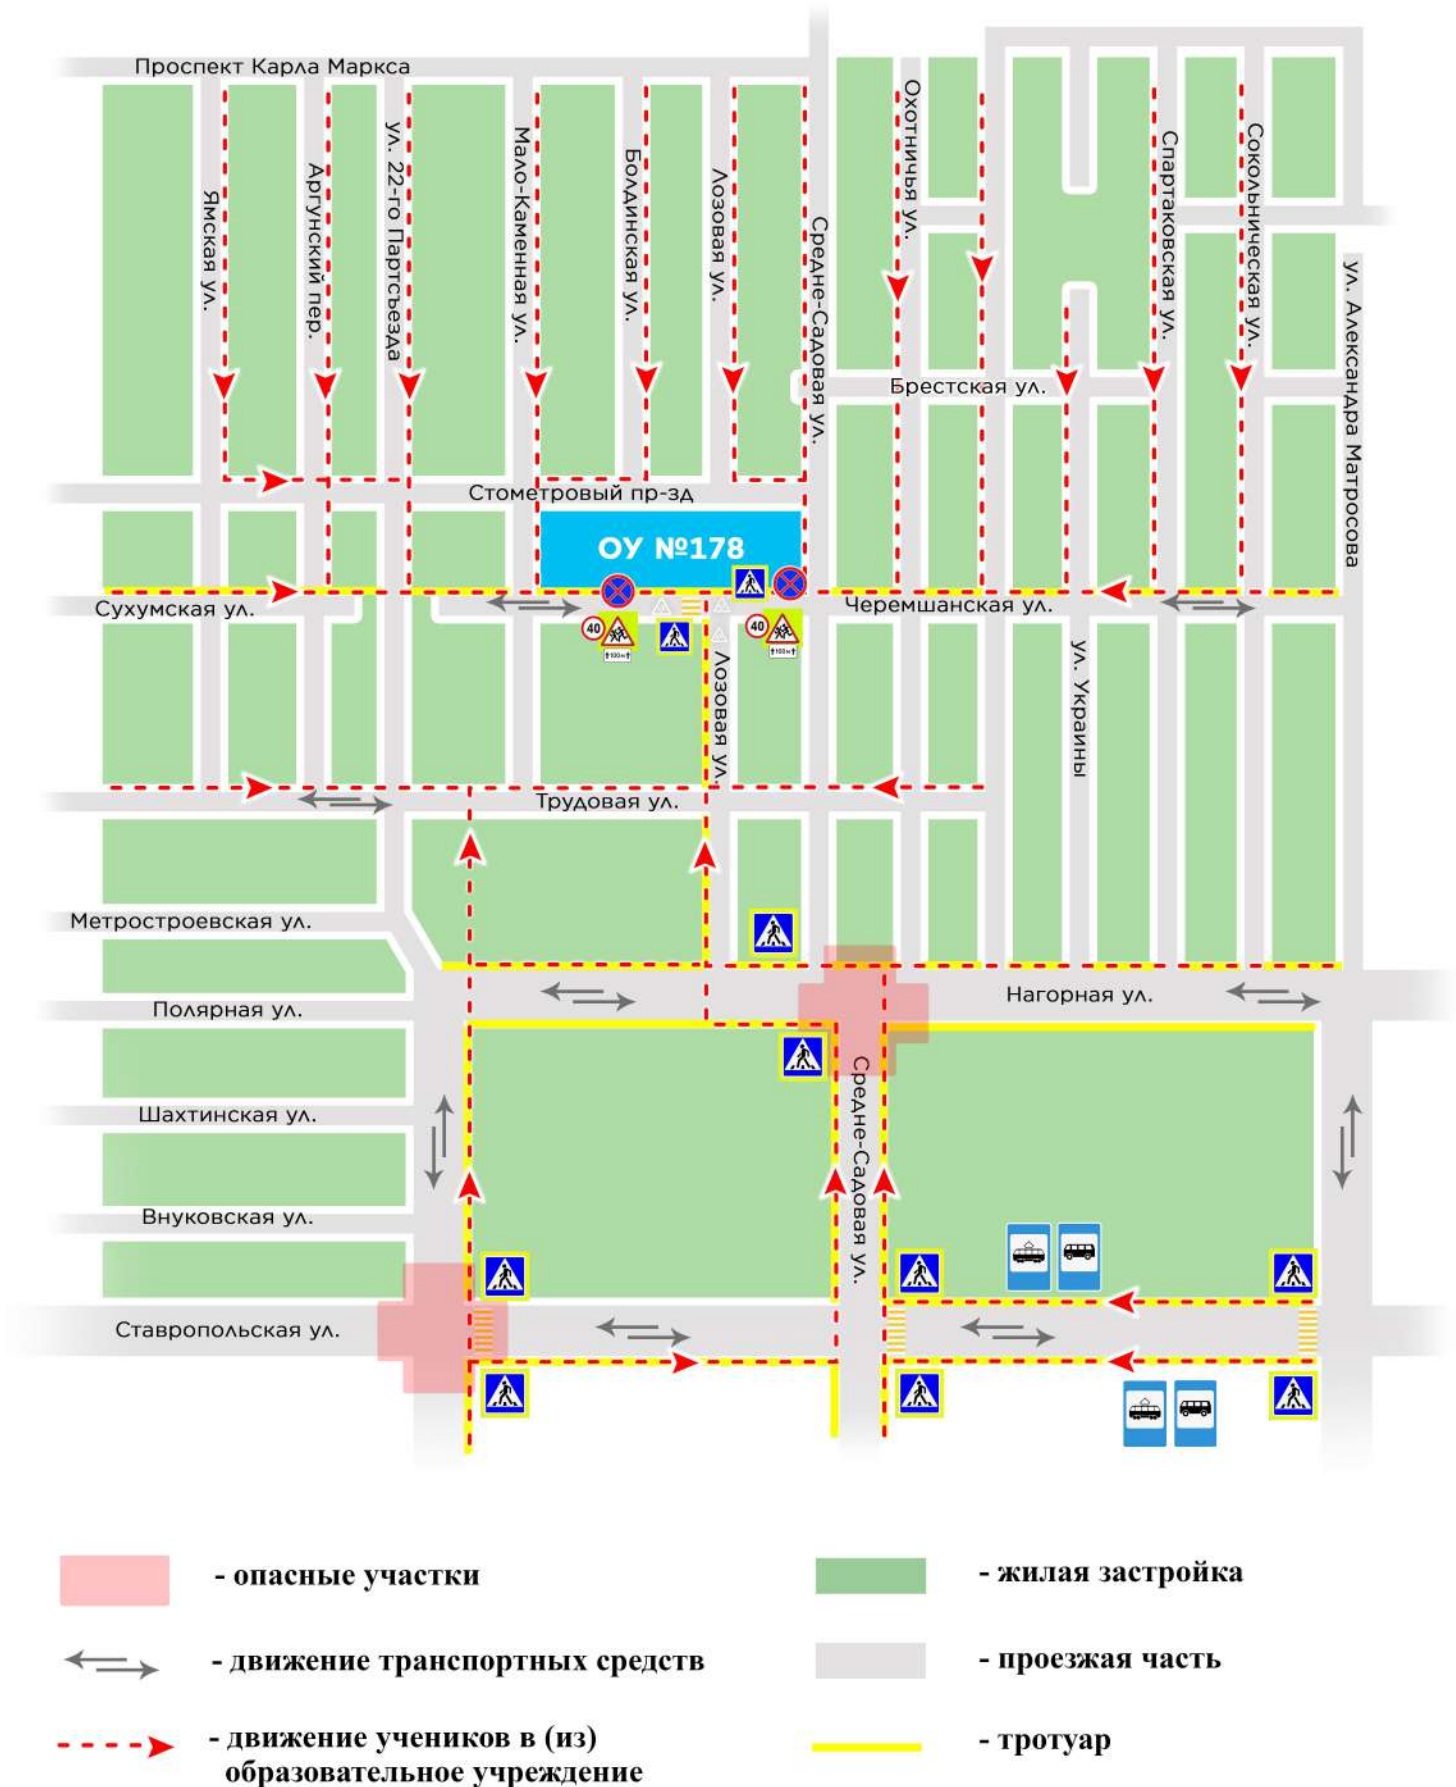 Проспект Карла Маркса
Ямская ул.
Аргунский пер.
ул. 22-го Партсъезда
Мало-Каменная ул.
Болдинская ул.
Лозовая ул.
Средне-Садовая ул.
Охотничья ул.
Спартаковская ул.
Сокольническая ул.
ул. Александра Матросова
Брестская ул.
Стометровый пр-зд
ОУ №178
Сухумская ул.
Черемшанская ул.
40
100м
40
100м
Лозовая ул.
ул. Украины
Трудовая ул.
Метростроевская ул.
Полярная ул.
Нагорная ул.
Средне-Садовая ул.
Шахтинская ул.
Внуковская ул.
Ставропольская ул.
- опасные участки
- жилая застройка
- движение транспортных средств
- проезжая часть
- движение учеников в (из)
образовательное учреждение
- тротуар